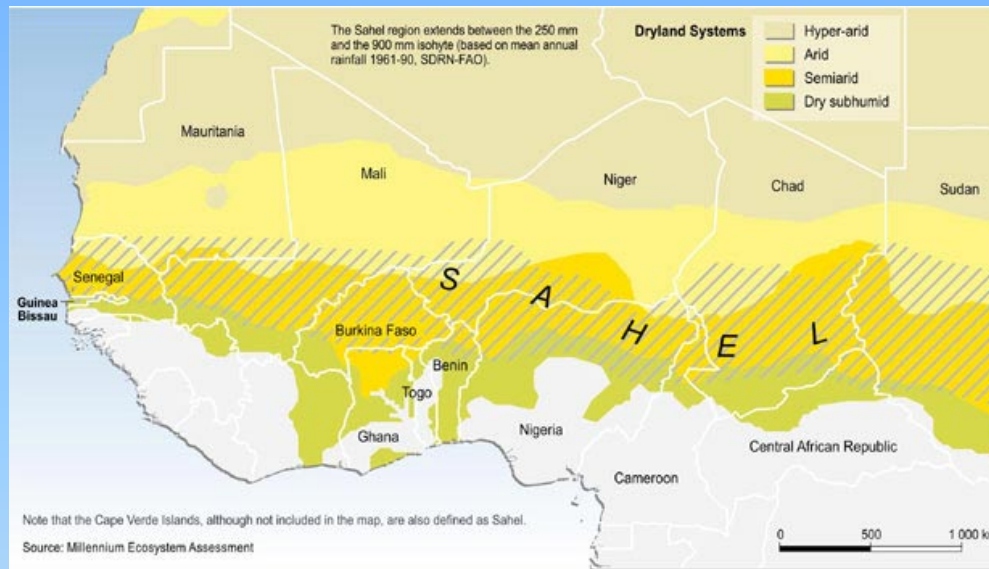 The Sahel region extends between the 250 mm
and the 900 mm isohyte (based on mean annual
rainfall 1961-90, SDRN-FAO).
Dryland Systems
Hyper-arid
Arid
Semiarid
Dry subhumid
Mauritania
Mali
Niger
Chad
Sudan
Senegal
SAHEL
Guinea
Bissau
Burkina Faso
Benin
Togo
Ghana
Nigeria
Cameroon
Central African Republic
Note that the Cape Verde Islands, although not included in the map, are also defined as Sahel.
Source: Millennium Ecosystem Assessment
0 500 1 000 k